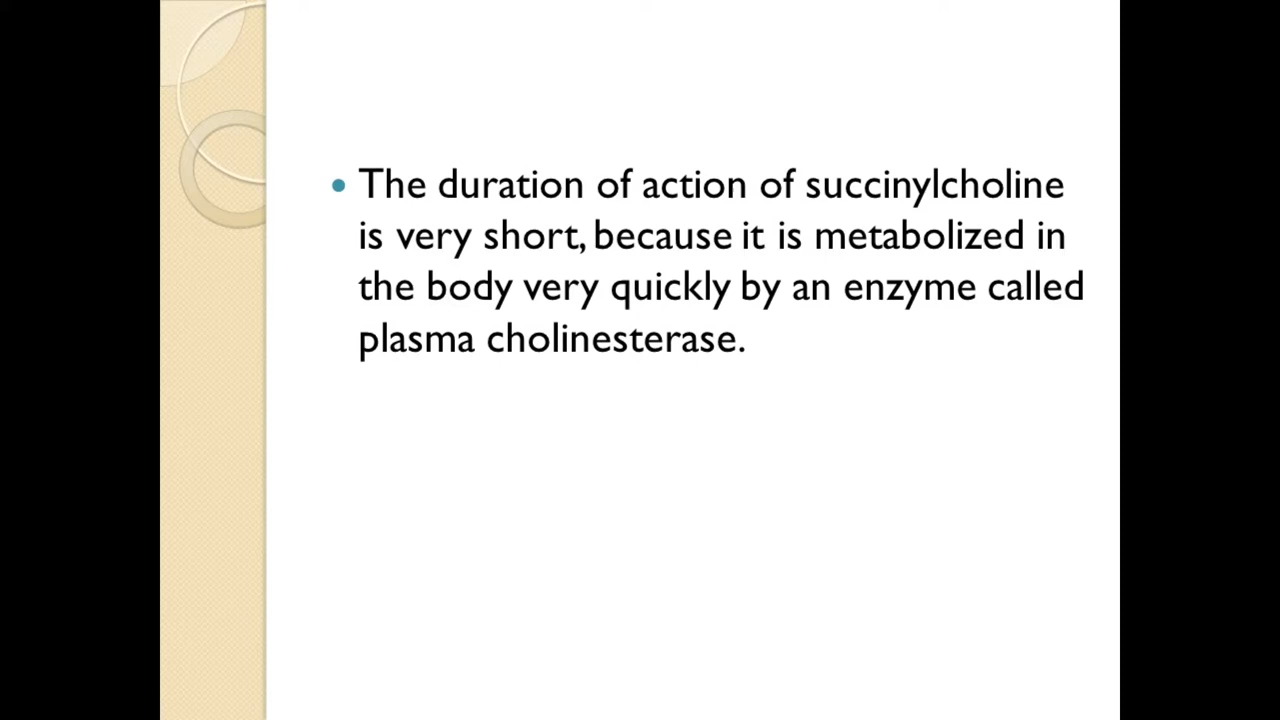 • The duration of action of succinylcholine
is very short, because it is metabolized in
the body very quickly by an enzyme called
plasma cholinesterase.